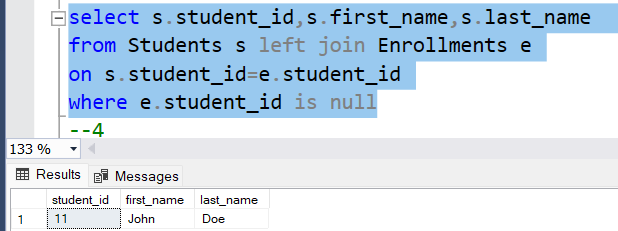 select s.student_id,s.first_name,s.last_name
from Students s left join Enrollments e
on s.student_id=e.student_id
where e.student_id is null
--4
133 %
Results Messages
student_id first_name last_name
1 11 John Doe